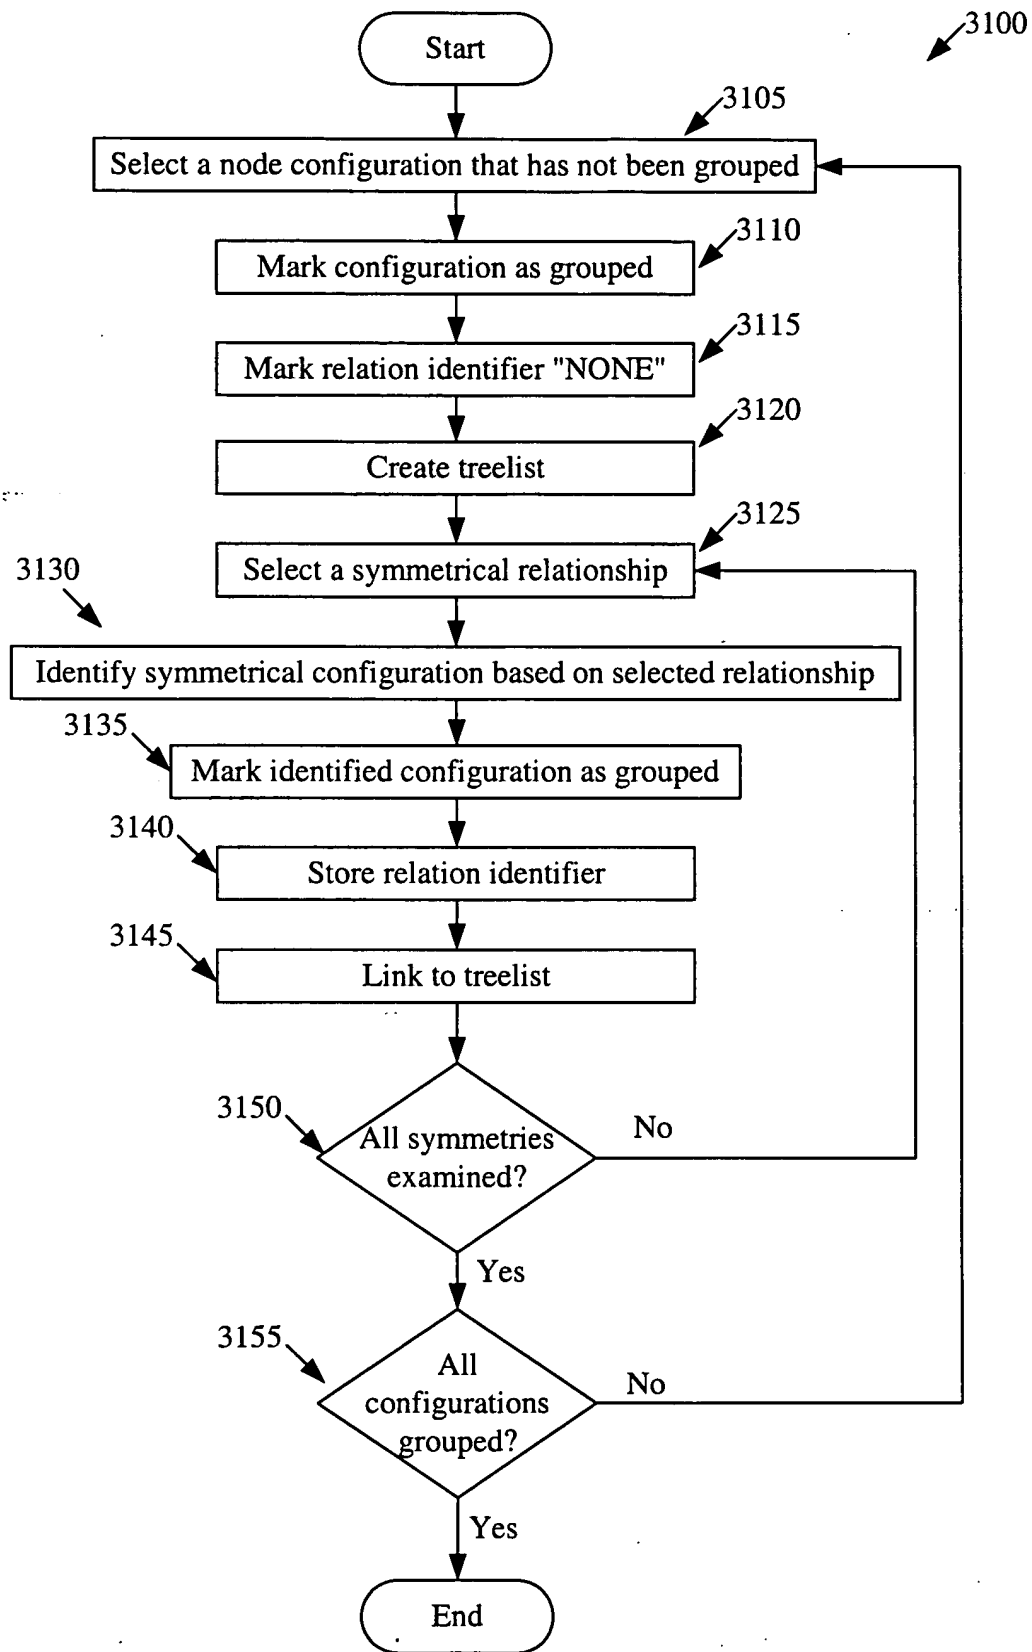 3100
Start
3105
Select a node configuration that has not been grouped
3110
Mark configuration as grouped
3115
Mark relation identifier "NONE"
3120
Create treelist
3125
Select a symmetrical relationship
3130
Identify symmetrical configuration based on selected relationship
3135
Mark identified configuration as grouped
3140
Store relation identifier
3145
Link to treelist
3150
All symmetries
examined?
No
Yes
3155
All
configurations
grouped?
No
Yes
End